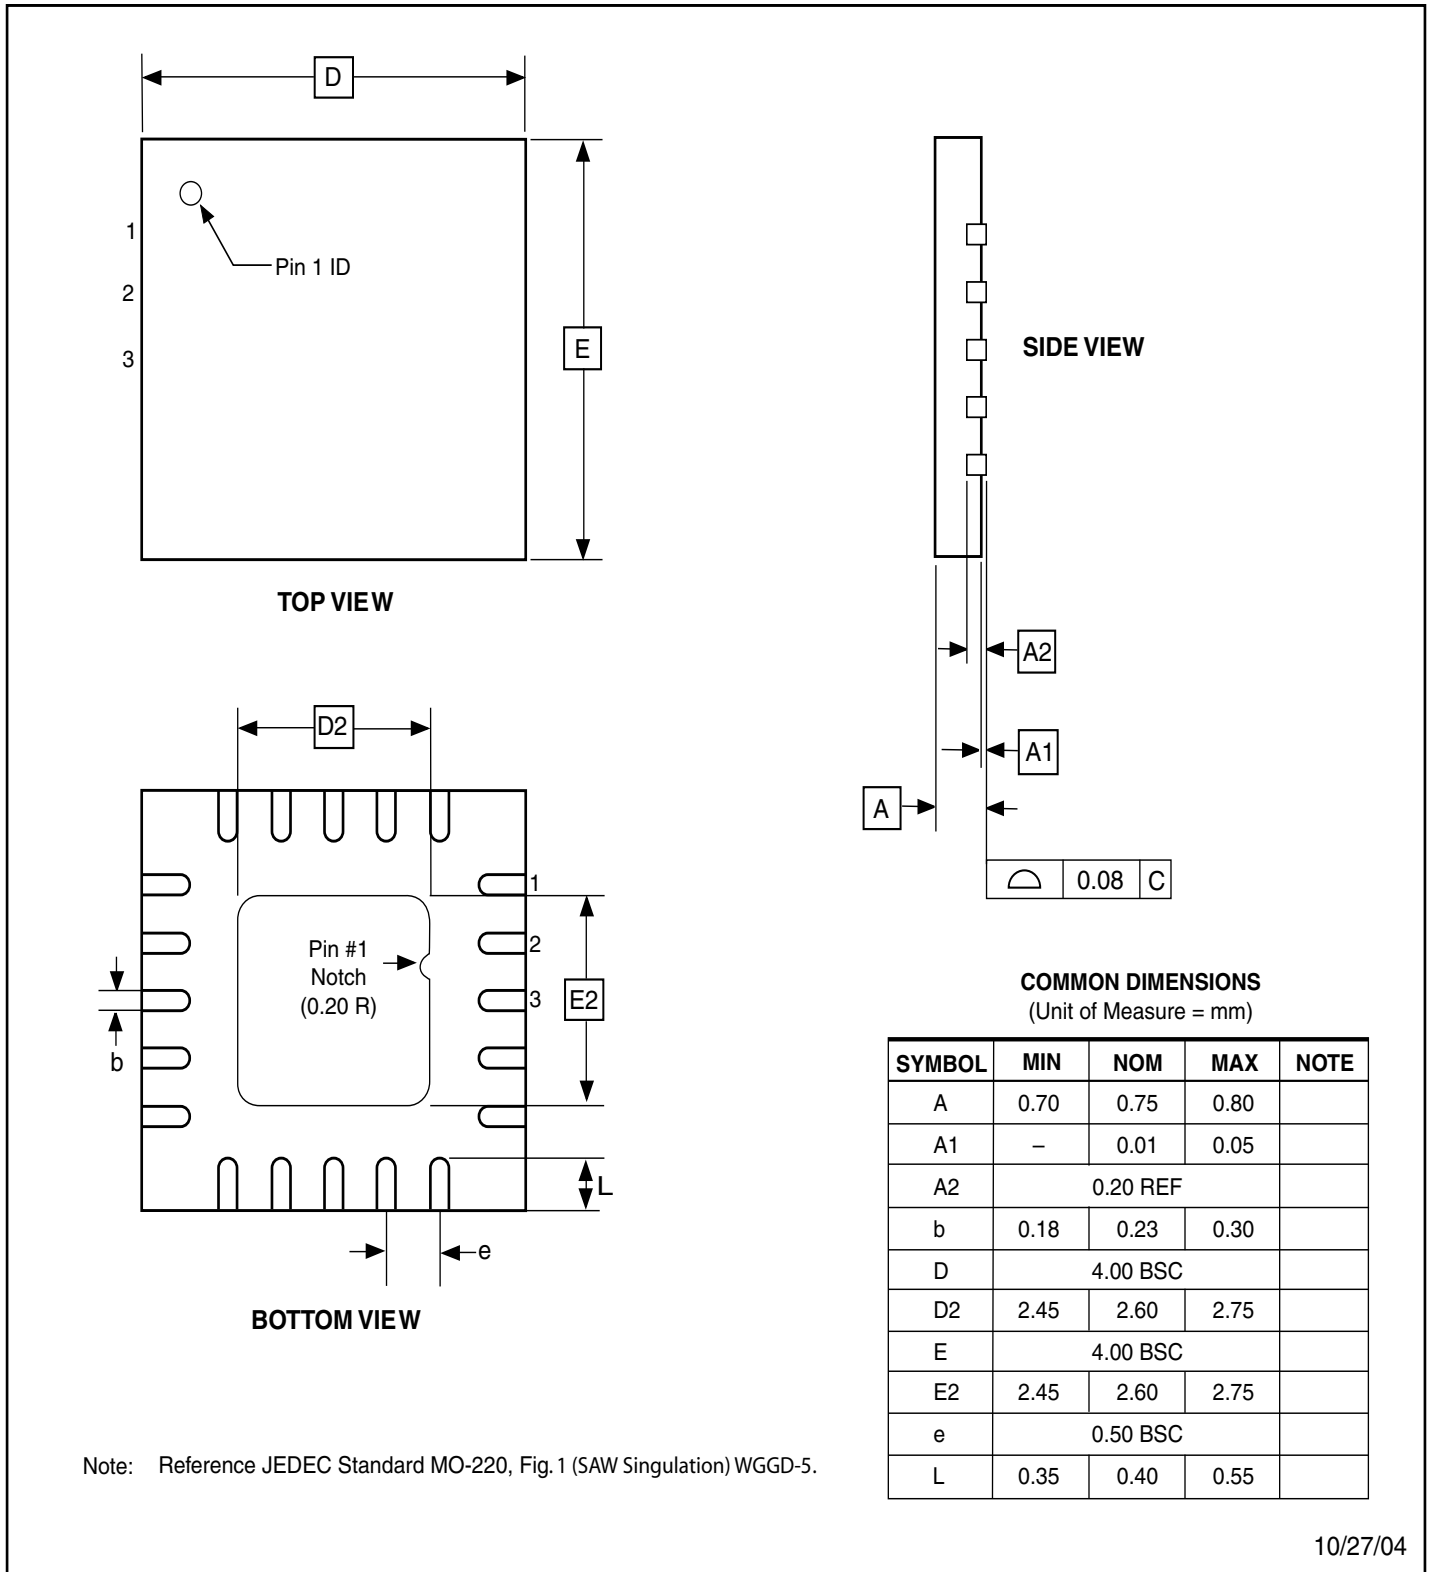 D
1
Pin 1 ID
2
3
E
SIDE VIEW
TOP VIEW
A2
D2
A1
A
0.08 C
1
Pin #1
Notch
(0.20 R)
2
3
E2
b
L
e
BOTTOM VIEW
COMMON DIMENSIONS
(Unit of Measure = mm)
SYMBOL MIN NOM MAX NOTE
A 0.70 0.75 0.80
A1 – 0.01 0.05
A2 0.20 REF
b 0.18 0.23 0.30
D 4.00 BSC
D2 2.45 2.60 2.75
E 4.00 BSC
E2 2.45 2.60 2.75
e 0.50 BSC
L 0.35 0.40 0.55
Note: Reference JEDEC Standard MO-220, Fig. 1 (SAW Singulation) WGGD-5.
10/27/04